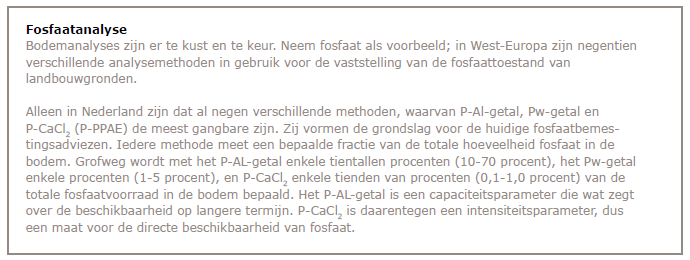 Fosfaatanalyse
Bodemanalyses zijn er te kust en te keur. Neem fosfaat als voorbeeld; in West-Europa zijn negentien
verschillende analysemethoden in gebruik voor de vaststelling van de fosfaattoestand van
landbouwgronden.
Alleen in Nederland zijn dat al negen verschillende methoden, waarvan P-Al-getal, Pw-getal en
P-CaCl₂ (P-PPAE) de meest gangbare zijn. Zij vormen de grondslag voor de huidige fosfaatbemes-
tingsadviezen. Iedere methode meet een bepaalde fractie van de totale hoeveelheid fosfaat in de
bodem. Grofweg wordt met het P-AL-getal enkele tientallen procenten (10-70 procent), het Pw-getal
enkele procenten (1-5 procent), en P-CaCl₂ enkele tienden van procenten (0,1-1,0 procent) van de
totale fosfaatvoorraad in de bodem bepaald. Het P-AL-getal is een capaciteitsparameter die wat zegt
over de beschikbaarheid op langere termijn. P-CaCl₂ is daarentegen een intensiteitsparameter, dus
een maat voor de directe beschikbaarheid van fosfaat.